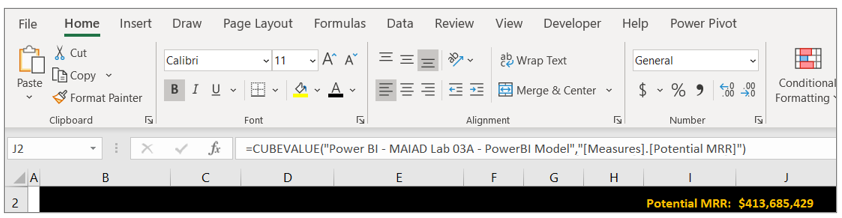 File Home Insert Draw Page Layout Formulas Data Review View Developer Help Power Pivot
Paste
Cut
Copy
Format Painter
Clipboard
Calibri 11 A A
B I U A
Font
ab Wrap Text
Merge & Center
Alignment
General
$ % 9 .00 .00
Number
Conditional
Formatting
J2 fx =CUBEVALUE("Power BI - MAIAD Lab 03A - PowerBI Model","[Measures].[Potential MRR]")
A B C D E F G H I J
2 Potential MRR: $413,685,429